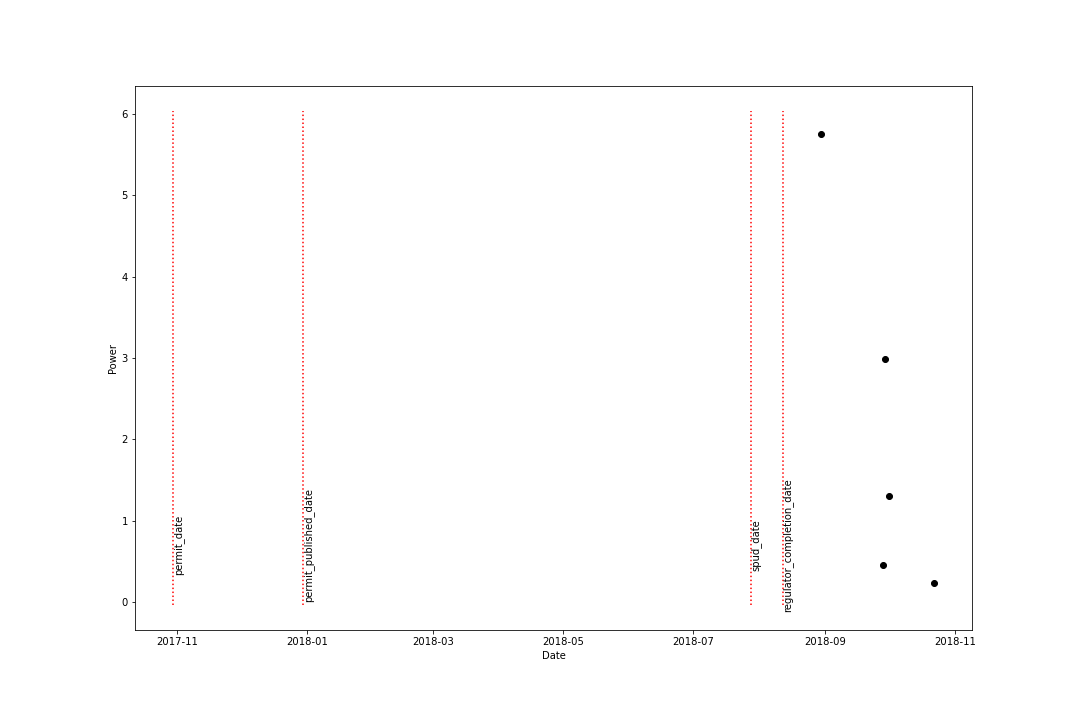 6
5
4
3
2
1
0
Power
permit_date
permit_published_date
spud_date
regulator_completion_date
2017-11
2018-01
2018-03
2018-05
2018-07
2018-09
2018-11
Date